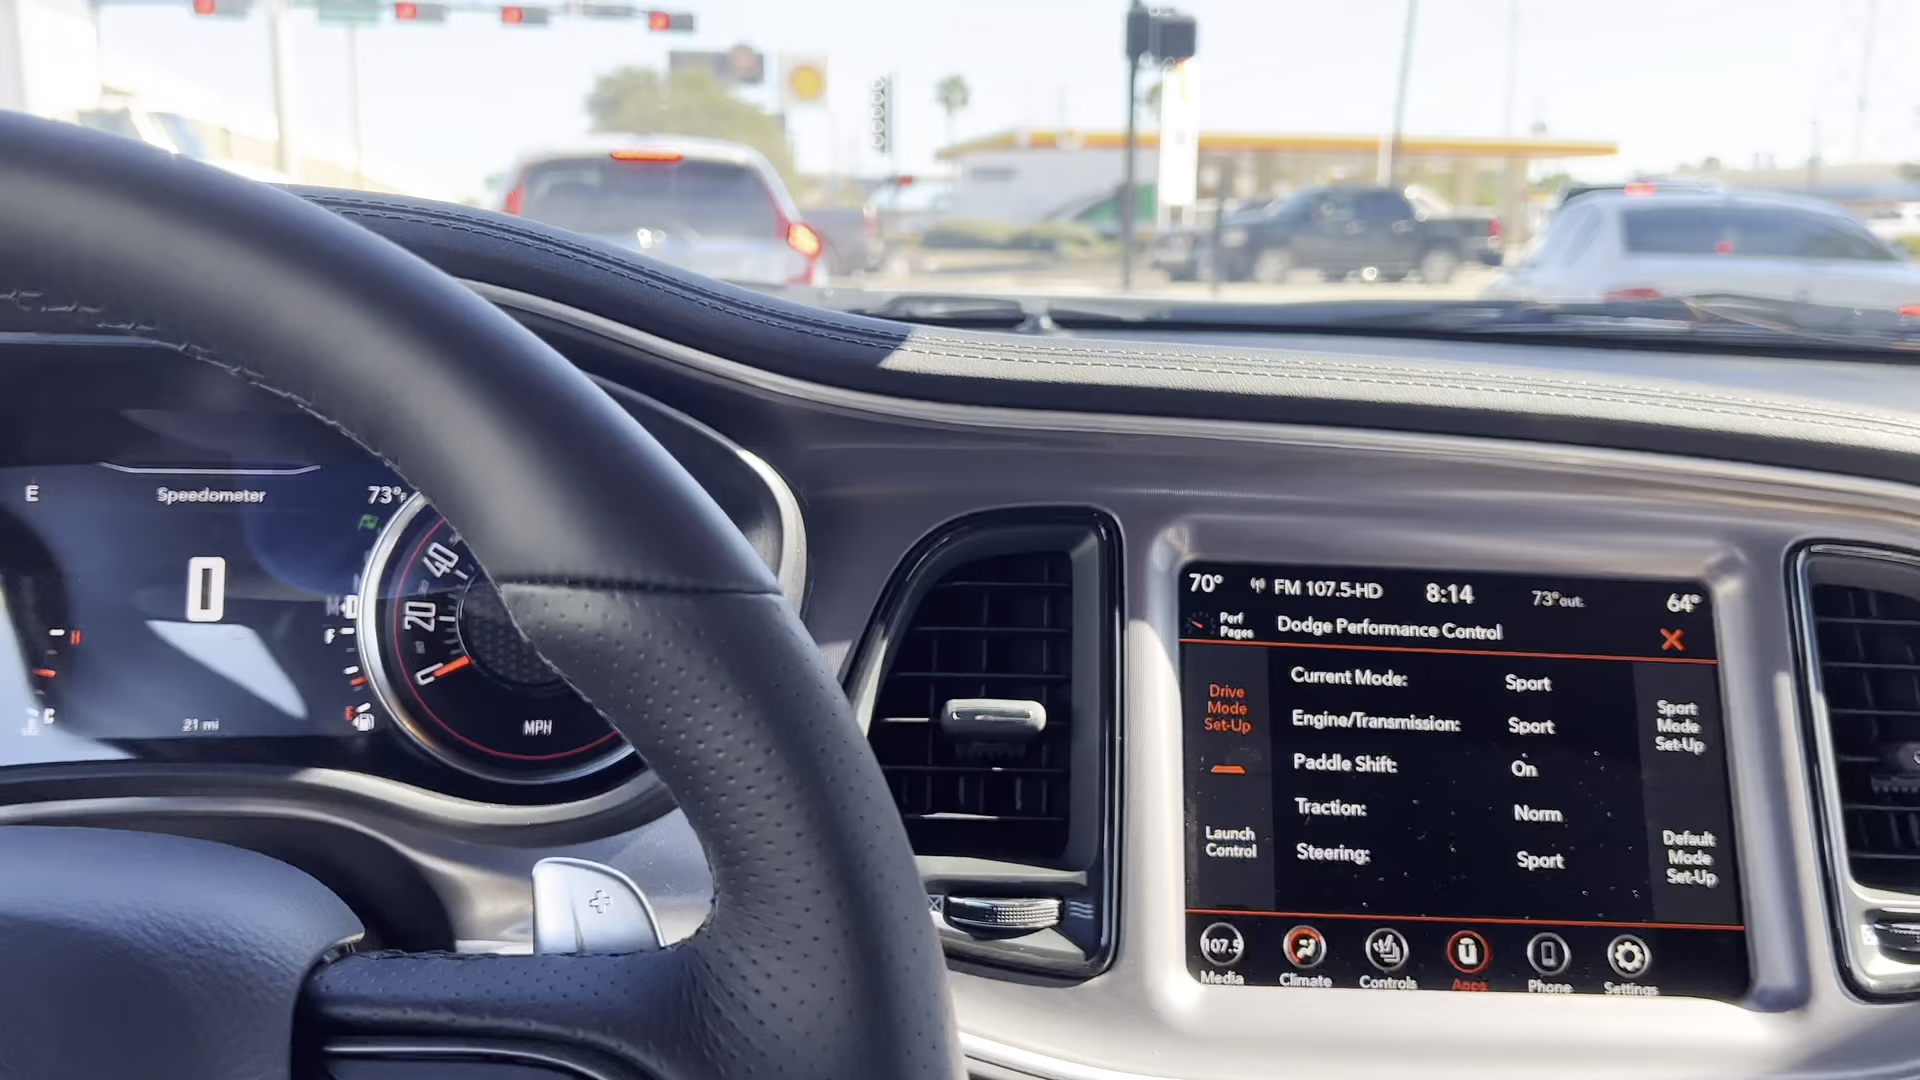 E
Speedometer
73°F
0
M D
F
H
C
E
21 mi
40
20
0
MPH
+
70°
FM 107.5-HD
8:14
73°out.
64°
Perf
Pages
Dodge Performance Control
X
Drive
Mode
Set-Up
Launch
Control
Current Mode: Sport
Engine/Transmission: Sport
Paddle Shift: On
Traction: Norm
Steering: Sport
Sport
Mode
Set-Up
Default
Mode
Set-Up
107.5
Media
Climate
Controls
Apps
Phone
Settings